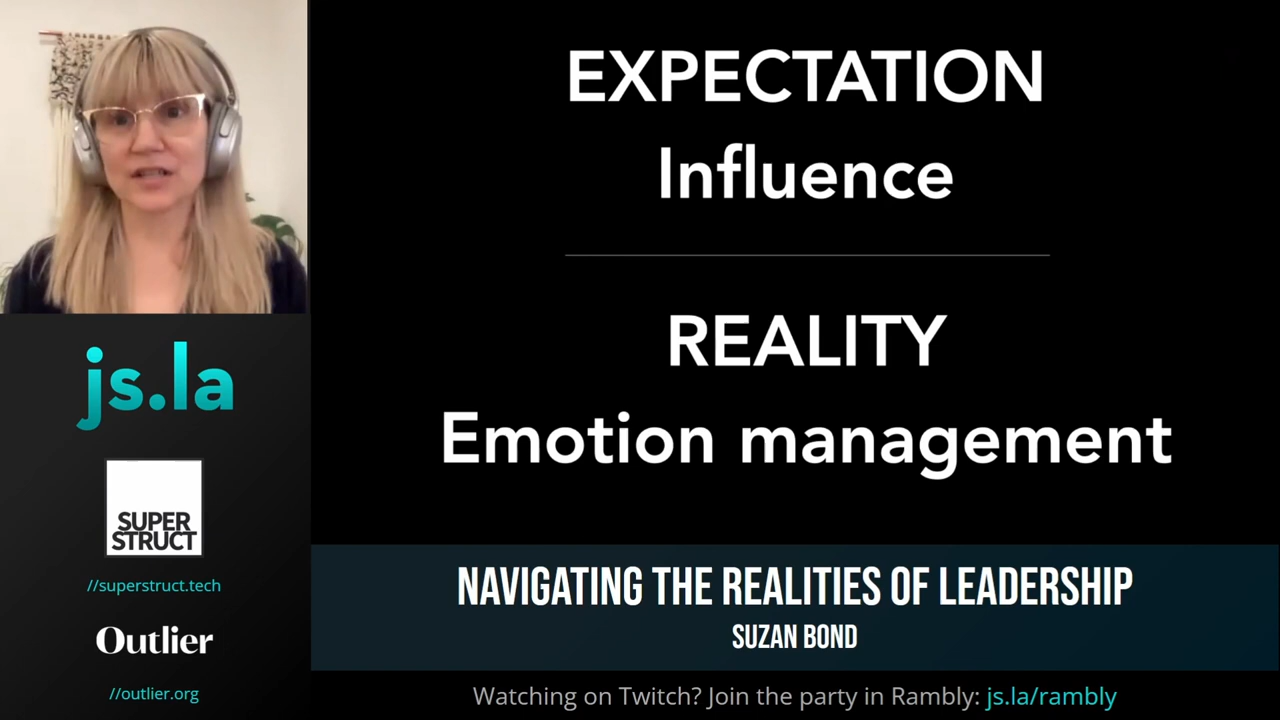 EXPECTATION
Influence
REALITY
Emotion management
js.la
SUPER
STRUCT
//superstruct.tech
Outlier
//outlier.org
NAVIGATING THE REALITIES OF LEADERSHIP
SUZAN BOND
Watching on Twitch? Join the party in Rambly: js.la/rambly